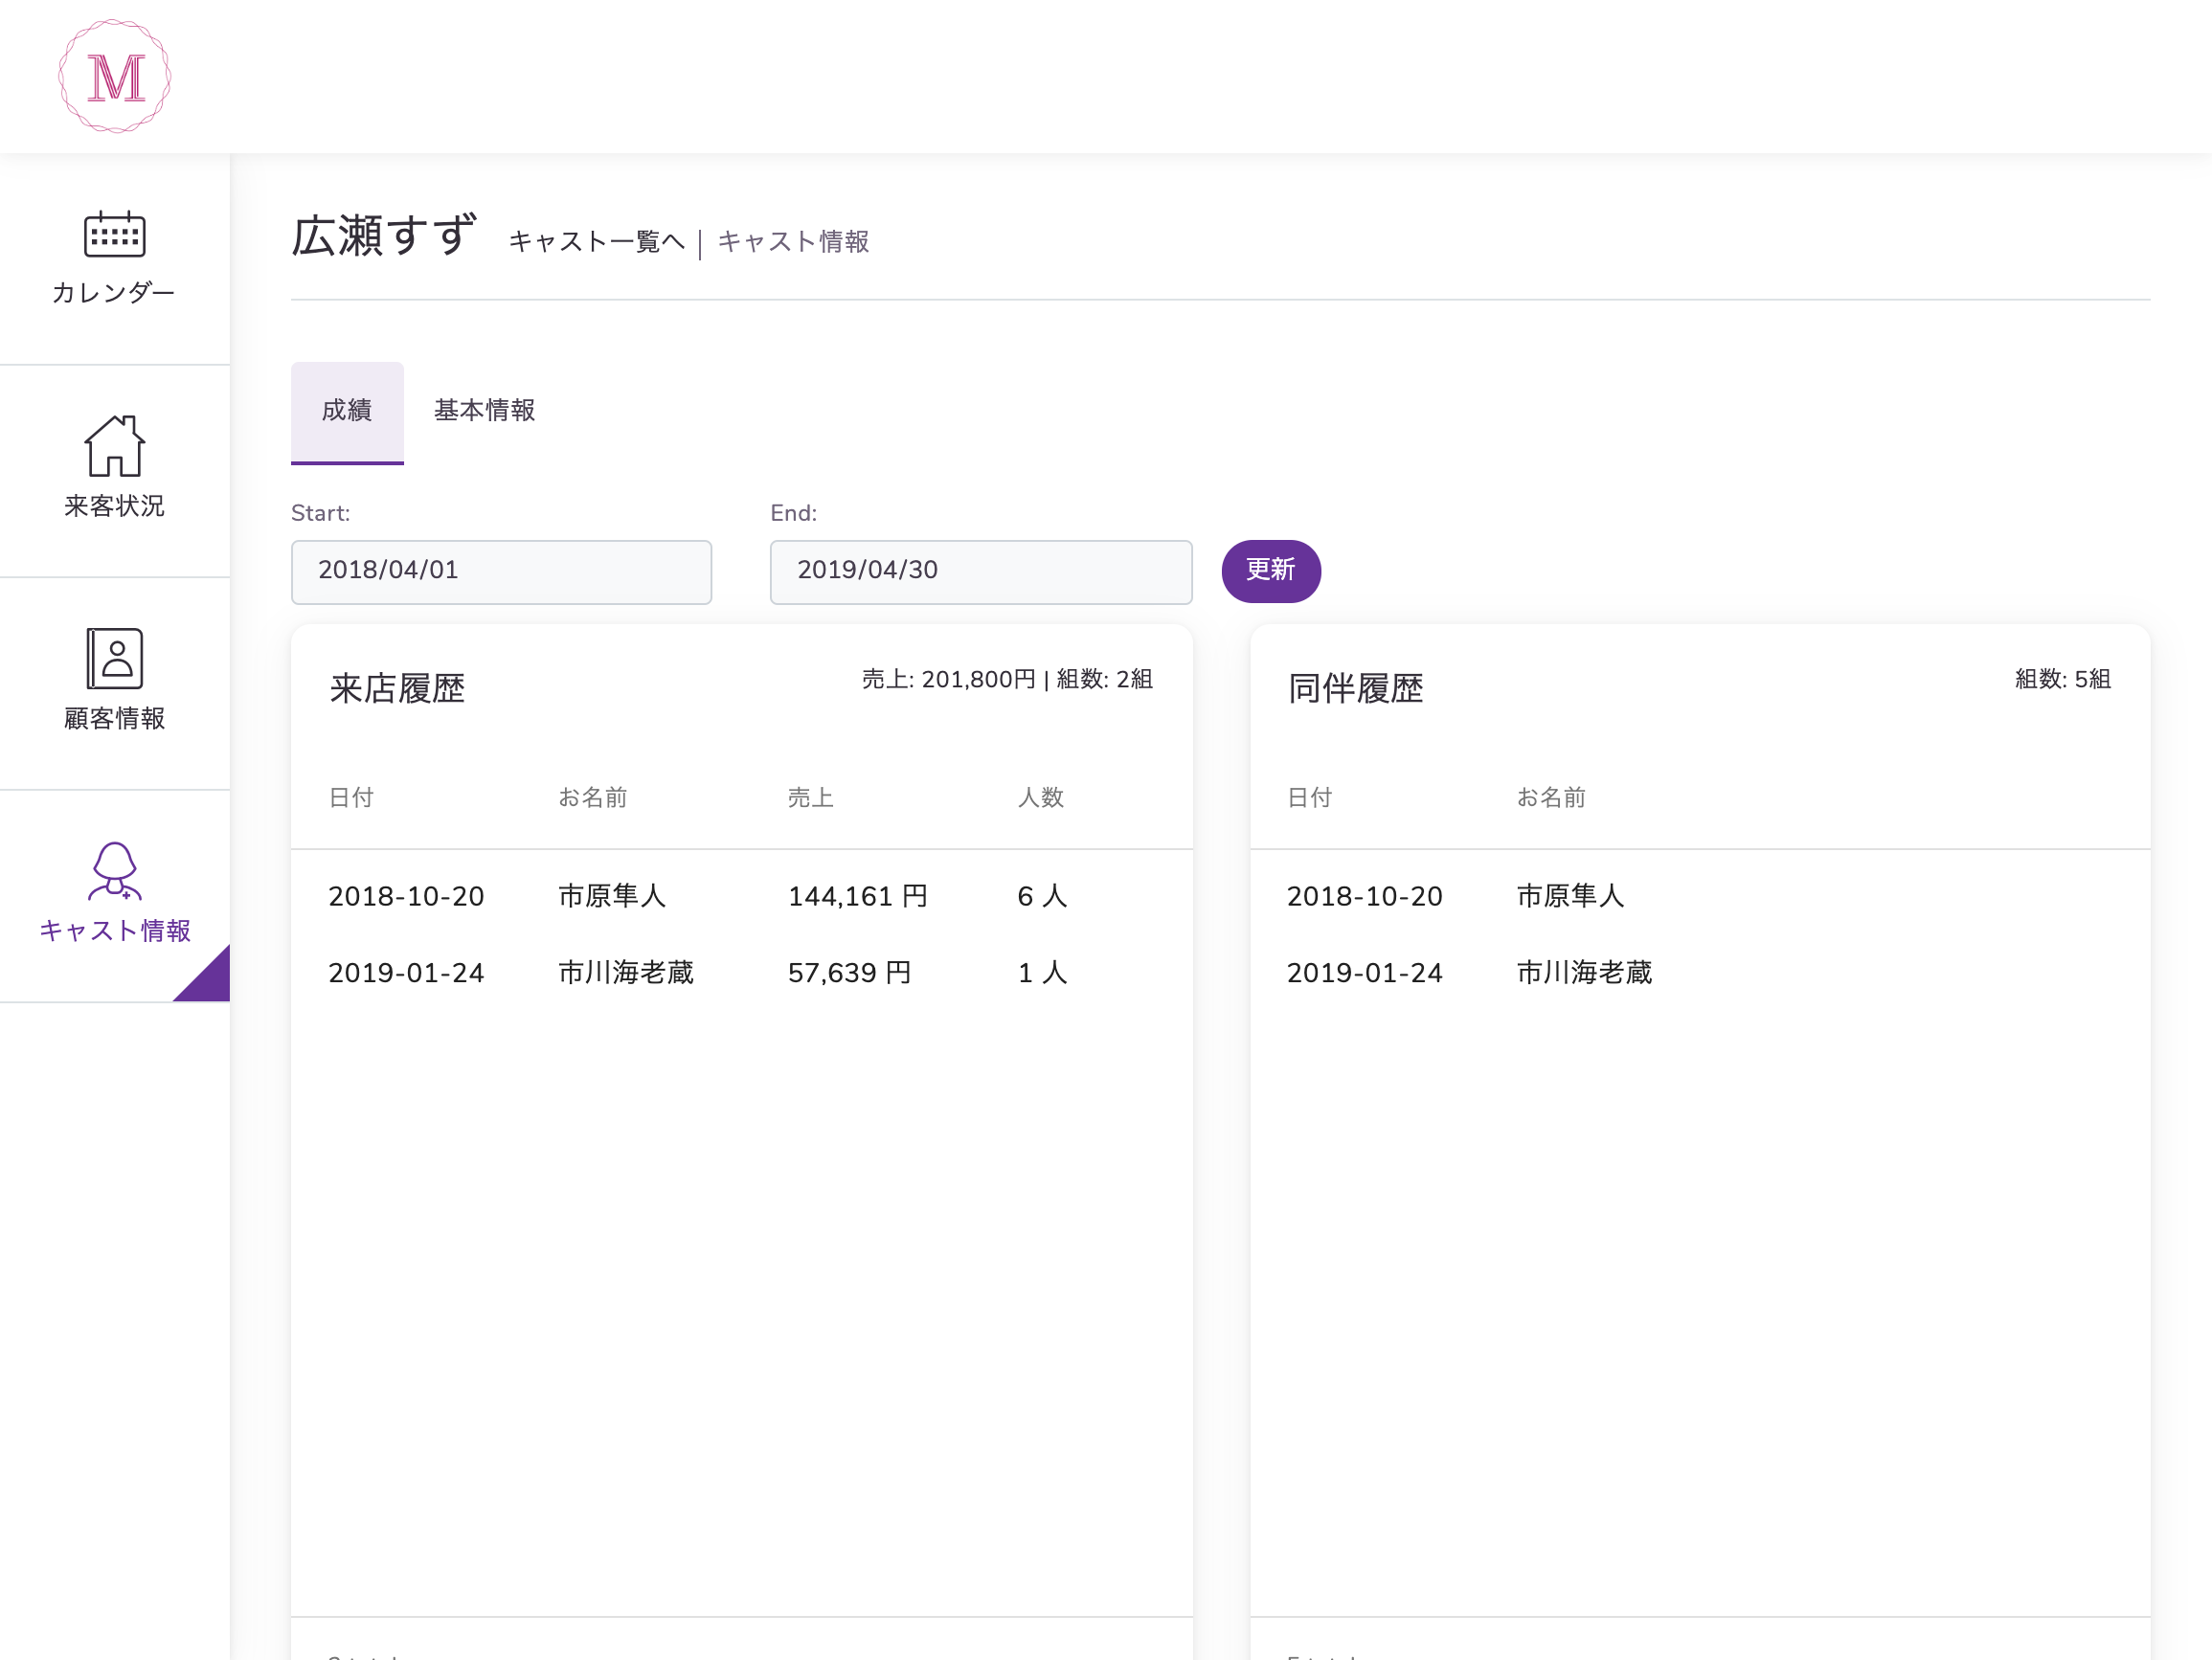 M
カレンダー
来客状況
顧客情報
キャスト情報
広瀬すず キャスト一覧へ | キャスト情報
成績 基本情報
Start: End:
2018/04/01 2019/04/30 更新
来店履歴 売上: 201,800円 | 組数: 2組
日付 お名前 売上 人数
2018-10-20 市原隼人 144,161 円 6 人
2019-01-24 市川海老蔵 57,639 円 1 人
同伴履歴 組数: 5組
日付 お名前
2018-10-20 市原隼人
2019-01-24 市川海老蔵